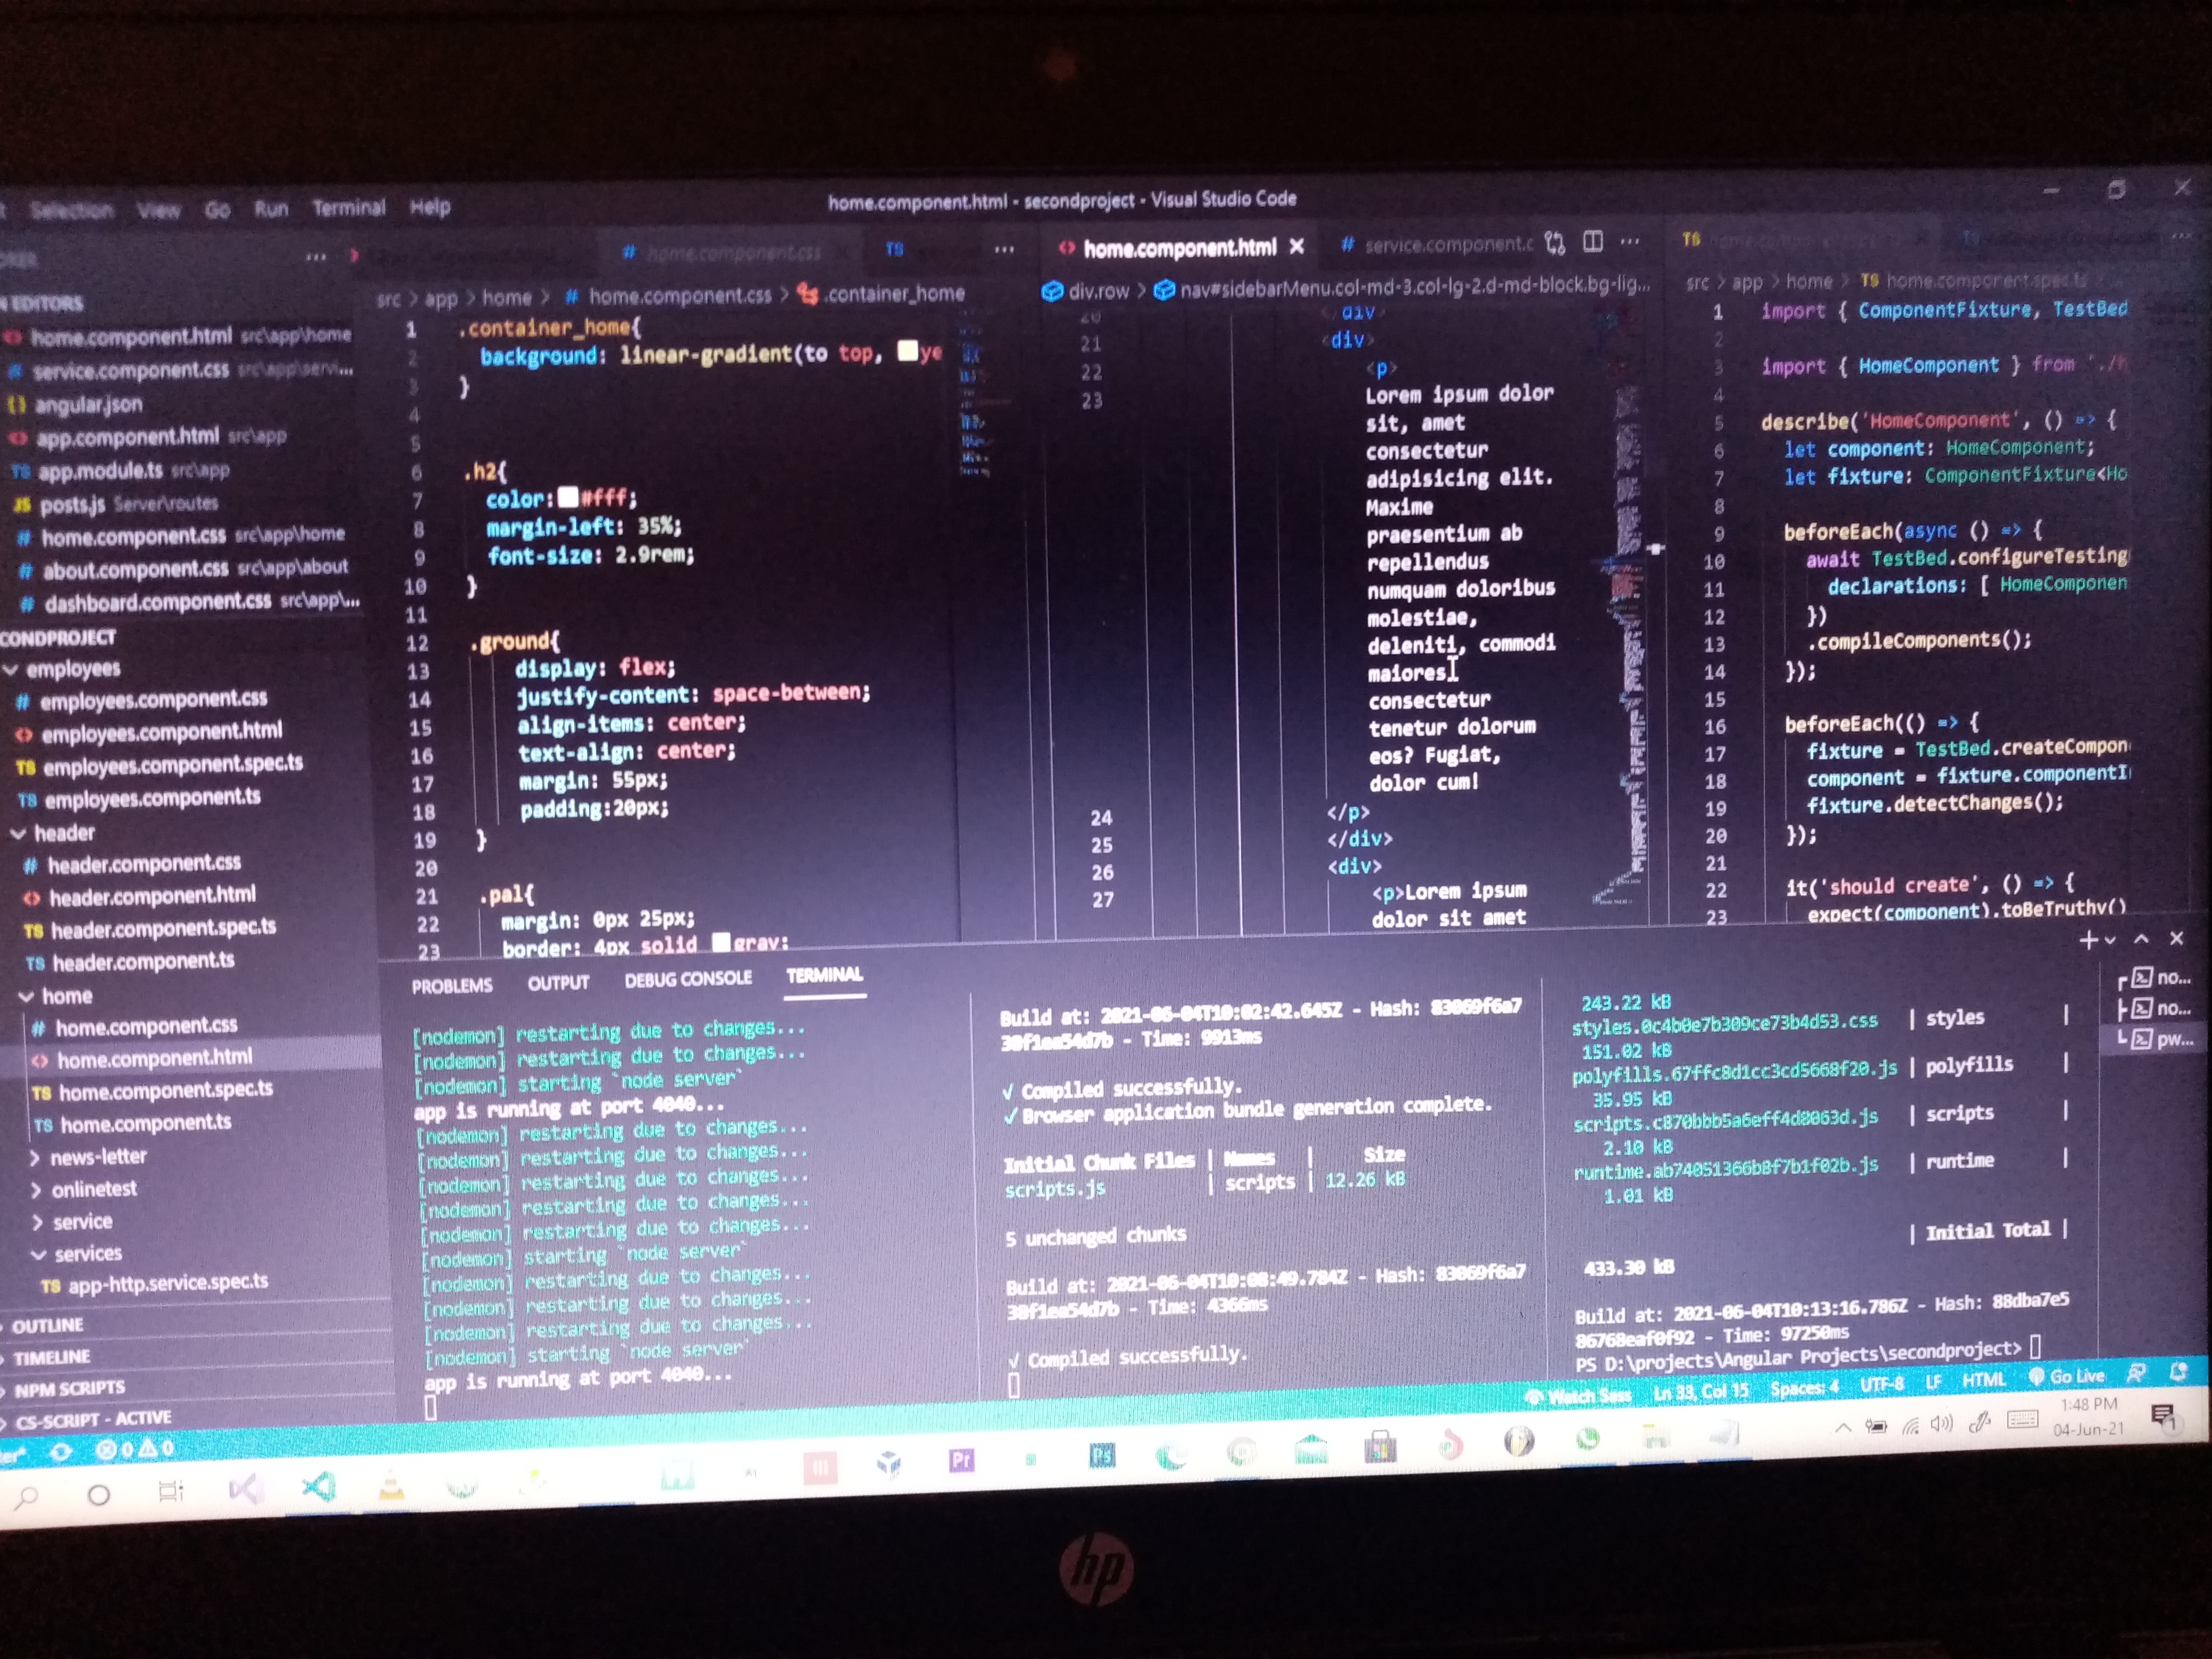 Selection View Go Run Terminal Help
home.component.html - secondproject - Visual Studio Code
EDITORS
home.component.html src\app\home
service.component.css src\app\servi...
angular.json
app.component.html src\app
app.module.ts src\app
posts.js Server\routes
home.component.css src\app\home
about.component.css src\app\about
dashboard.component.css src\app\...
CONDPROJECT
employees
employees.component.css
employees.component.html
employees.component.spec.ts
employees.component.ts
header
header.component.css
header.component.html
header.component.spec.ts
header.component.ts
home
home.component.css
home.component.html
home.component.spec.ts
home.component.ts
news-letter
onlinetest
service
services
app-http.service.spec.ts
OUTLINE
TIMELINE
NPM SCRIPTS
CS-SCRIPT - ACTIVE
# home.component.css
TS
...
src > app > home > # home.component.css > .container_home
1 .container_home{
2 background: linear-gradient(to top, ye
3 }
4
5
6 .h2{
7 color: #fff;
8 margin-left: 35%;
9 font-size: 2.9rem;
10 }
11
12 .ground{
13 display: flex;
14 justify-content: space-between;
15 align-items: center;
16 text-align: center;
17 margin: 55px;
18 padding:20px;
19 }
20
21 .pal{
22 margin: 0px 25px;
23 border: 4px solid gray;
home.component.html
# service.component.c
...
div.row > nav#sidebarMenu.col-md-3.col-lg-2.d-md-block.bg-lig...
20 </div>
21 <div>
22 <p>
23 Lorem ipsum dolor
sit, amet
consectetur
adipisicing elit.
Maxime
praesentium ab
repellendus
numquam doloribus
molestiae,
deleniti, commodi
maiores
consectetur
tenetur dolorum
eos? Fugiat,
dolor cum!
24 </p>
25 </div>
26 <div>
27 <p>Lorem ipsum
dolor sit amet
TS
src > app > home > TS home.component.spec.ts
1 import { ComponentFixture, TestBed
2
3 import { HomeComponent } from './h
4
5 describe('HomeComponent', () => {
6 let component: HomeComponent;
7 let fixture: ComponentFixture<Ho
8
9 beforeEach(async () => {
10 await TestBed.configureTesting
11 declarations: [ HomeComponen
12 })
13 .compileComponents();
14 });
15
16 beforeEach(() => {
17 fixture = TestBed.createCompon
18 component = fixture.componentI
19 fixture.detectChanges();
20 });
21
22 it('should create', () => {
23 expect(component).toBeTruthy()
PROBLEMS OUTPUT DEBUG CONSOLE TERMINAL
[nodemon] restarting due to changes...
[nodemon] restarting due to changes...
[nodemon] starting `node server`
app is running at port 4040...
[nodemon] restarting due to changes...
[nodemon] restarting due to changes...
[nodemon] restarting due to changes...
[nodemon] restarting due to changes...
[nodemon] restarting due to changes...
[nodemon] starting `node server`
[nodemon] restarting due to changes...
[nodemon] restarting due to changes...
[nodemon] restarting due to changes...
[nodemon] starting `node server`
app is running at port 4040...
Build at: 2021-06-04T10:02:42.645Z - Hash: 83069f6a7
30f1ea54d7b - Time: 9913ms
√ Compiled successfully.
√ Browser application bundle generation complete.
Initial Chunk Files | Names | Size
scripts.js | scripts | 12.26 kB
5 unchanged chunks
Build at: 2021-06-04T10:08:49.784Z - Hash: 83069f6a7
30f1ea54d7b - Time: 4366ms
√ Compiled successfully.
243.22 kB
styles.0c4b0e7b309ce73b4d53.css | styles |
151.02 kB
polyfills.67ffc8d1cc3cd5668f20.js | polyfills |
35.95 kB
scripts.c870bbb5a6eff4d8063d.js | scripts |
2.10 kB
runtime.ab74051366b8f7b1f02b.js | runtime |
1.01 kB
| Initial Total |
433.30 kB
Build at: 2021-06-04T10:13:16.786Z - Hash: 88dba7e5
86768eaf0f92 - Time: 97250ms
PS D:\projects\Angular Projects\secondproject>
no...
no...
pw...
0 0
Watch Sass Ln 33, Col 15 Spaces: 4 UTF-8 LF HTML Go Live
Pr
Ps
1:48 PM
04-Jun-21
1
hp